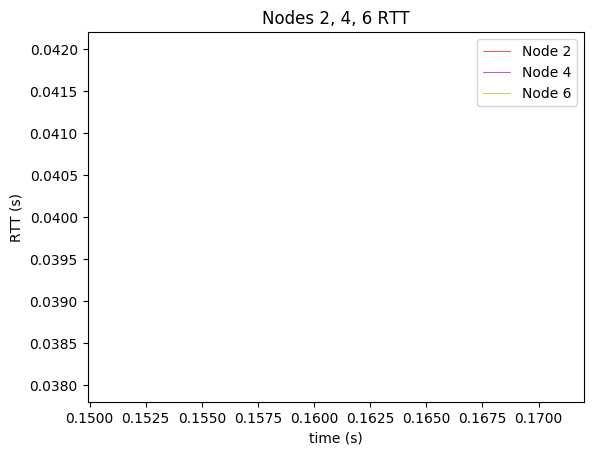 Nodes 2, 4, 6 RTT
Node 2
Node 4
Node 6
0.0420
0.0415
0.0410
0.0405
0.0400
0.0395
0.0390
0.0385
0.0380
RTT (s)
0.1500 0.1525 0.1550 0.1575 0.1600 0.1625 0.1650 0.1675 0.1700
time (s)